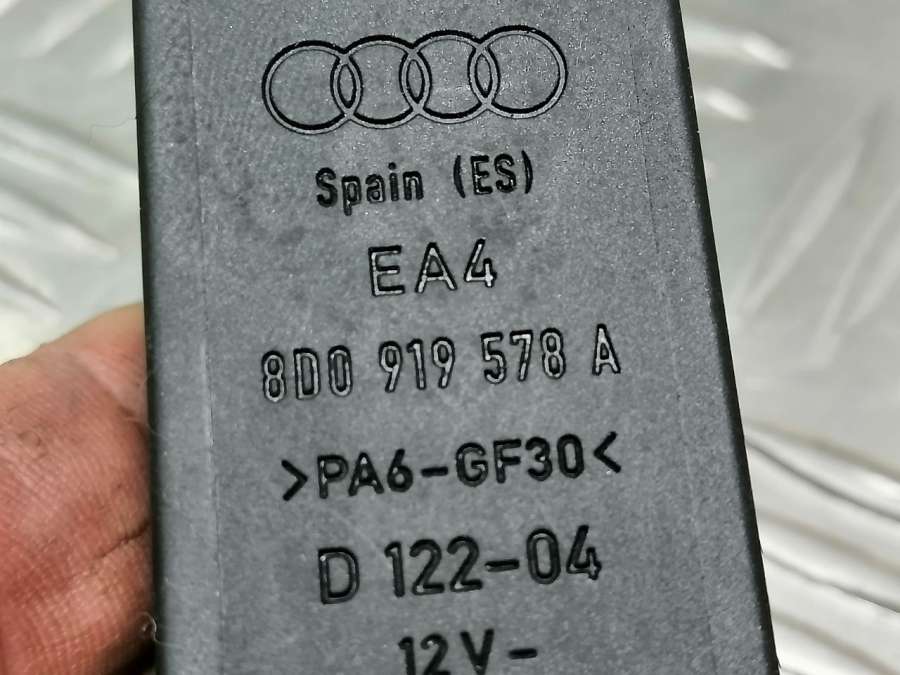 Spain (ES)
EA4
8D0 919 578 A
>PA6-GF30<
D 122-04
12V-